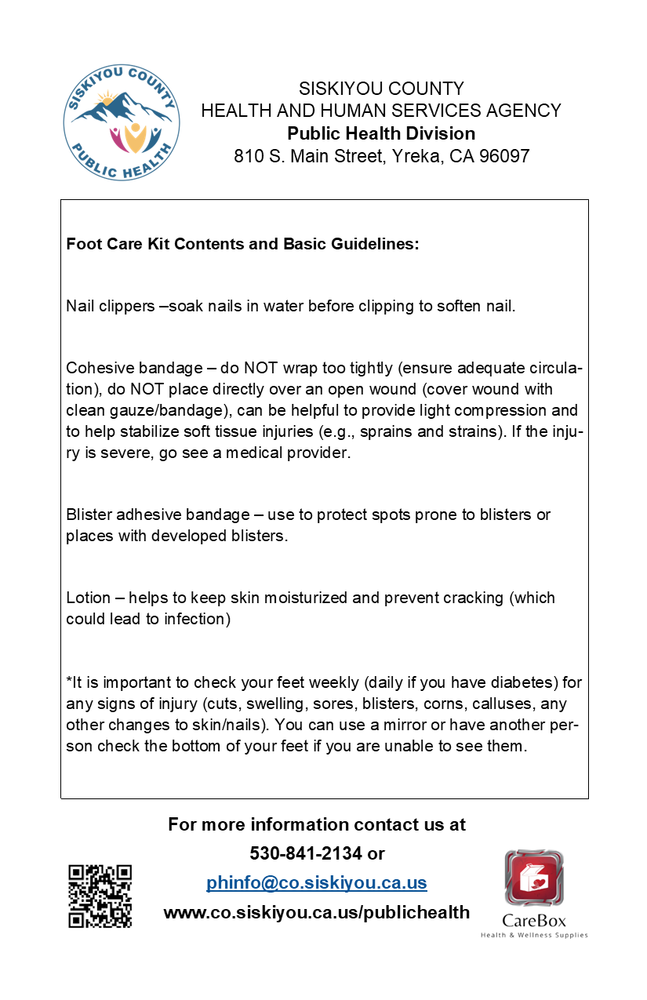 SISKIYOU COUNTY
PUBLIC HEALTH
SISKIYOU COUNTY
HEALTH AND HUMAN SERVICES AGENCY
Public Health Division
810 S. Main Street, Yreka, CA 96097
Foot Care Kit Contents and Basic Guidelines:
Nail clippers –soak nails in water before clipping to soften nail.
Cohesive bandage – do NOT wrap too tightly (ensure adequate circula-
tion), do NOT place directly over an open wound (cover wound with
clean gauze/bandage), can be helpful to provide light compression and
to help stabilize soft tissue injuries (e.g., sprains and strains). If the inju-
ry is severe, go see a medical provider.
Blister adhesive bandage – use to protect spots prone to blisters or
places with developed blisters.
Lotion – helps to keep skin moisturized and prevent cracking (which
could lead to infection)
*It is important to check your feet weekly (daily if you have diabetes) for
any signs of injury (cuts, swelling, sores, blisters, corns, calluses, any
other changes to skin/nails). You can use a mirror or have another per-
son check the bottom of your feet if you are unable to see them.
For more information contact us at
530-841-2134 or
phinfo@co.siskiyou.ca.us
www.co.siskiyou.ca.us/publichealth
CareBox
Health & Wellness Supplies